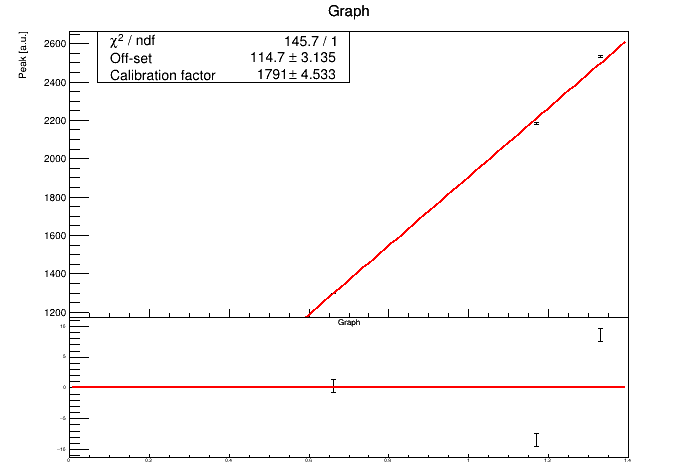 Graph
Peak [a.u.]
χ² / ndf 145.7 / 1
Off-set 114.7 ± 3.135
Calibration factor 1791± 4.533
2600
2400
2200
2000
1800
1600
1400
1200
Graph
10
5
0
-5
-10
0 0.2 0.4 0.6 0.8 1 1.2 1.4